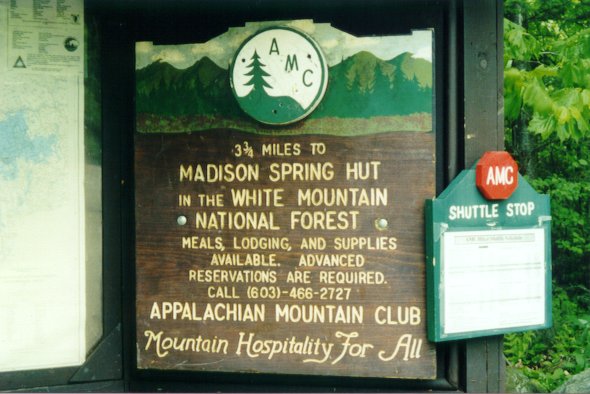 AMC
3¾ MILES TO
MADISON SPRING HUT
IN THE WHITE MOUNTAIN
NATIONAL FOREST
MEALS, LODGING, AND SUPPLIES
AVAILABLE. ADVANCED
RESERVATIONS ARE REQUIRED.
CALL (603)-466-2727
APPALACHIAN MOUNTAIN CLUB
Mountain Hospitality For All
AMC
SHUTTLE STOP